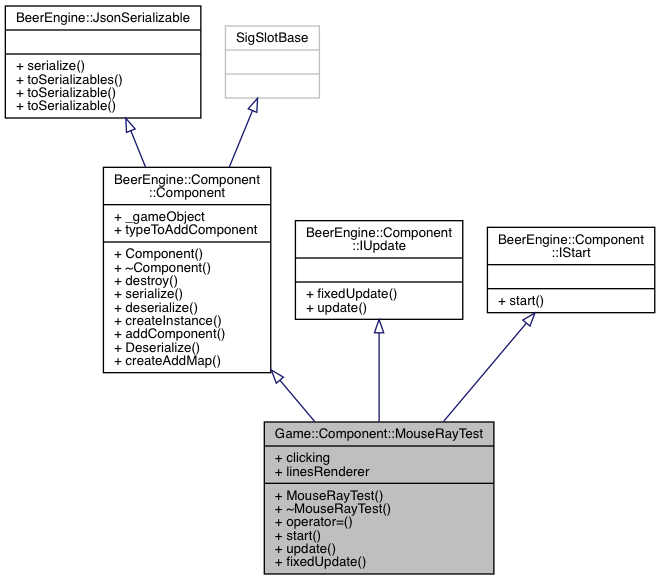 BeerEngine::JsonSerializable
+ serialize()
+ toSerializables()
+ toSerializable()
+ toSerializable()
SigSlotBase
BeerEngine::Component
::Component
+ _gameObject
+ typeToAddComponent
+ Component()
+ ~Component()
+ destroy()
+ serialize()
+ deserialize()
+ createInstance()
+ addComponent()
+ Deserialize()
+ createAddMap()
BeerEngine::Component
::IUpdate
+ fixedUpdate()
+ update()
BeerEngine::Component
::IStart
+ start()
Game::Component::MouseRayTest
+ clicking
+ linesRenderer
+ MouseRayTest()
+ ~MouseRayTest()
+ operator=()
+ start()
+ update()
+ fixedUpdate()